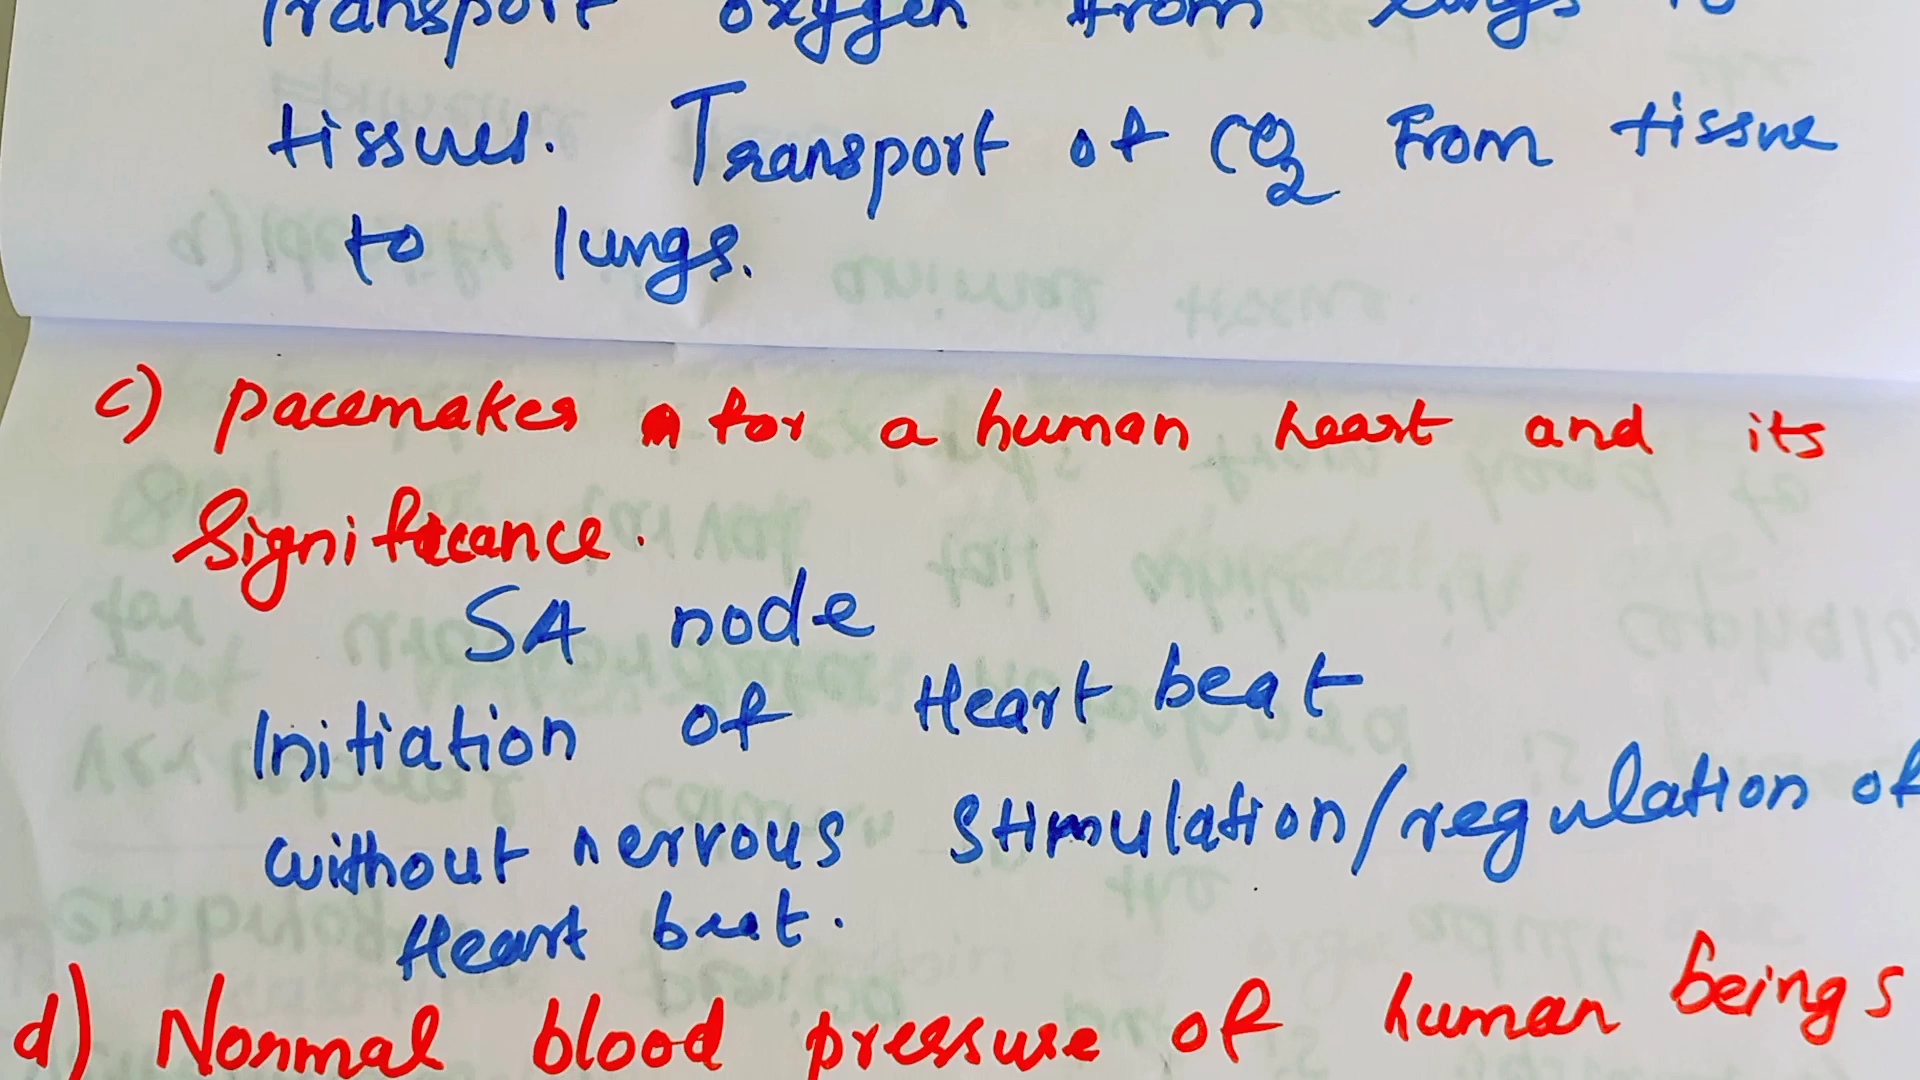 Transport oxygen from lungs to
tissues. Transport of CO2 From tissue
to lungs.
c) pacemaker for a human heart and its
Significance.
SA node
Initiation of Heart beat
without nervous stimulation/regulation of
Heart beat.
d) Normal blood pressure of human beings